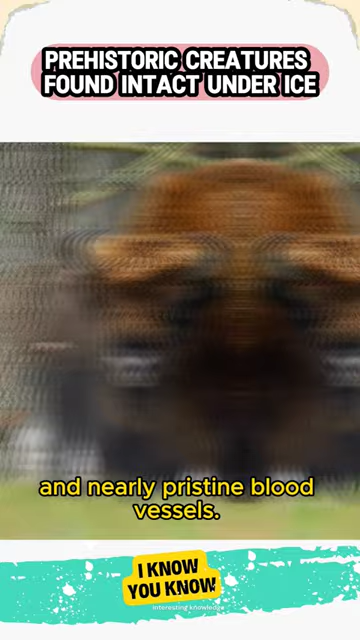 PREHISTORIC CREATURES
FOUND INTACT UNDER ICE
and nearly pristine blood
vessels.
I KNOW
YOU KNOW
Interesting knowledge